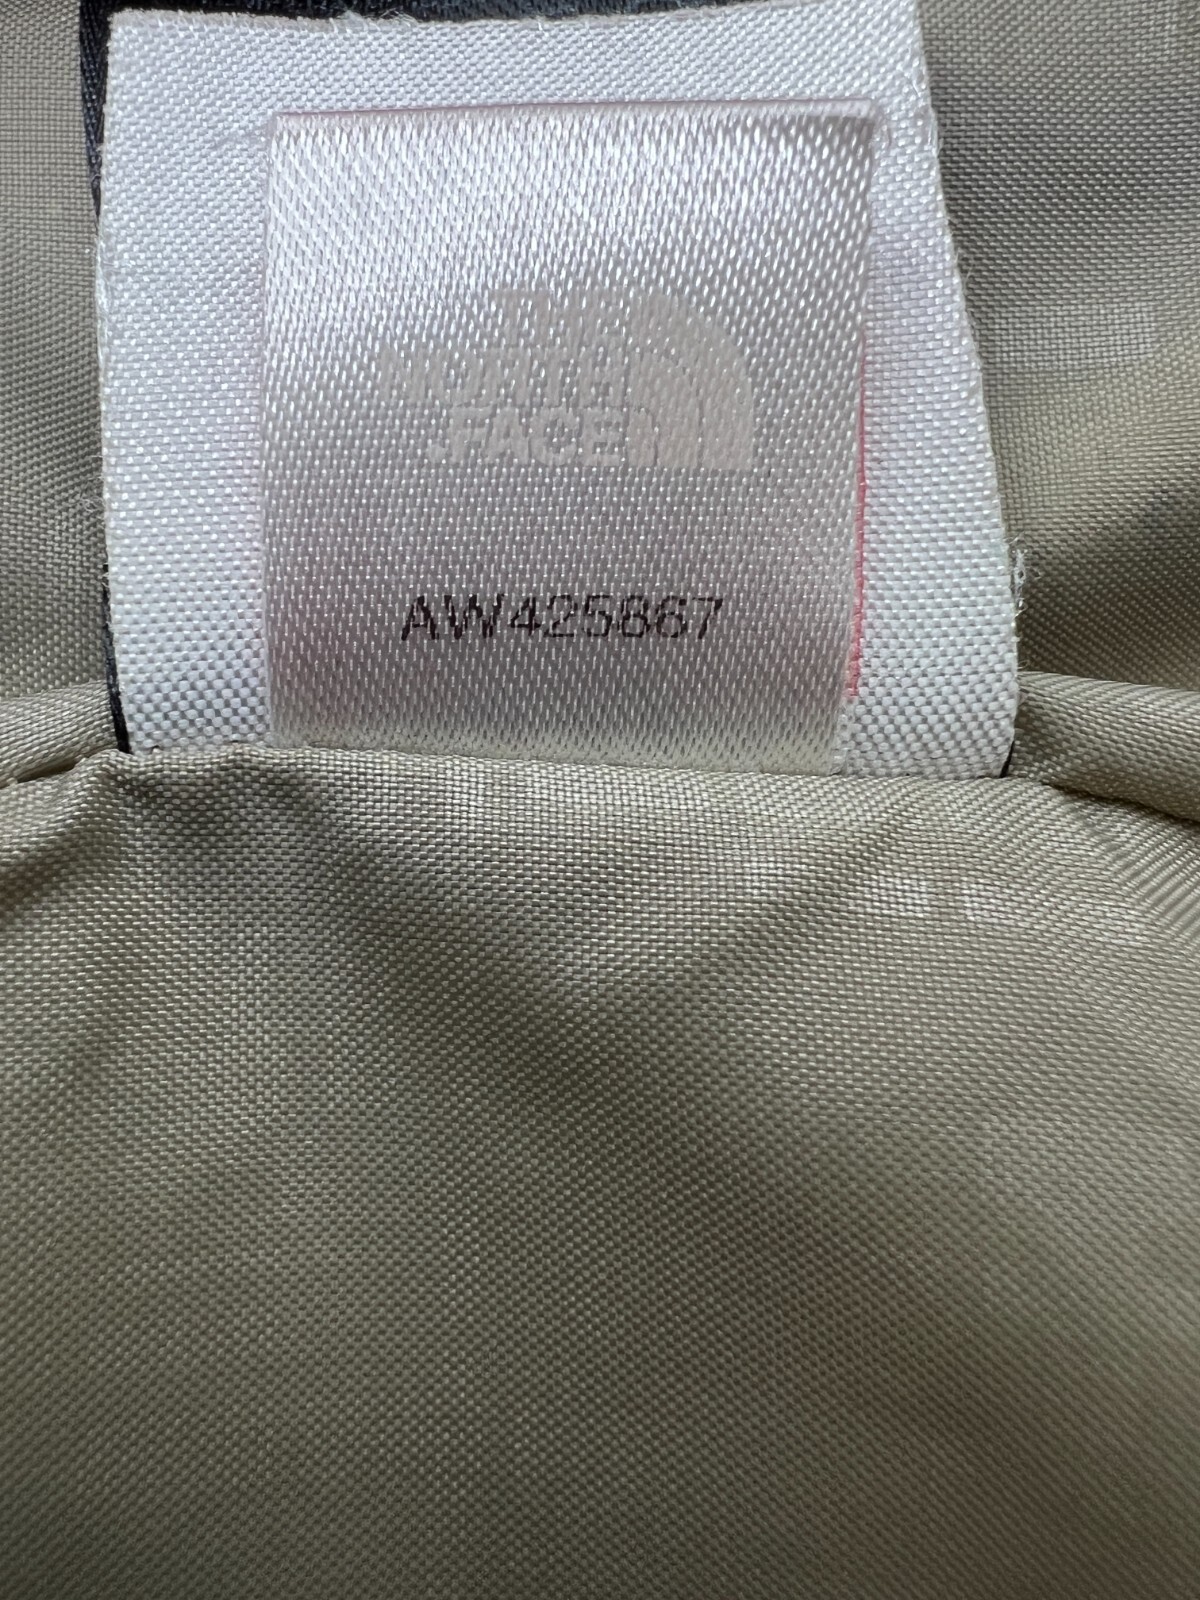 THE
NORTH
FACE
AW425867